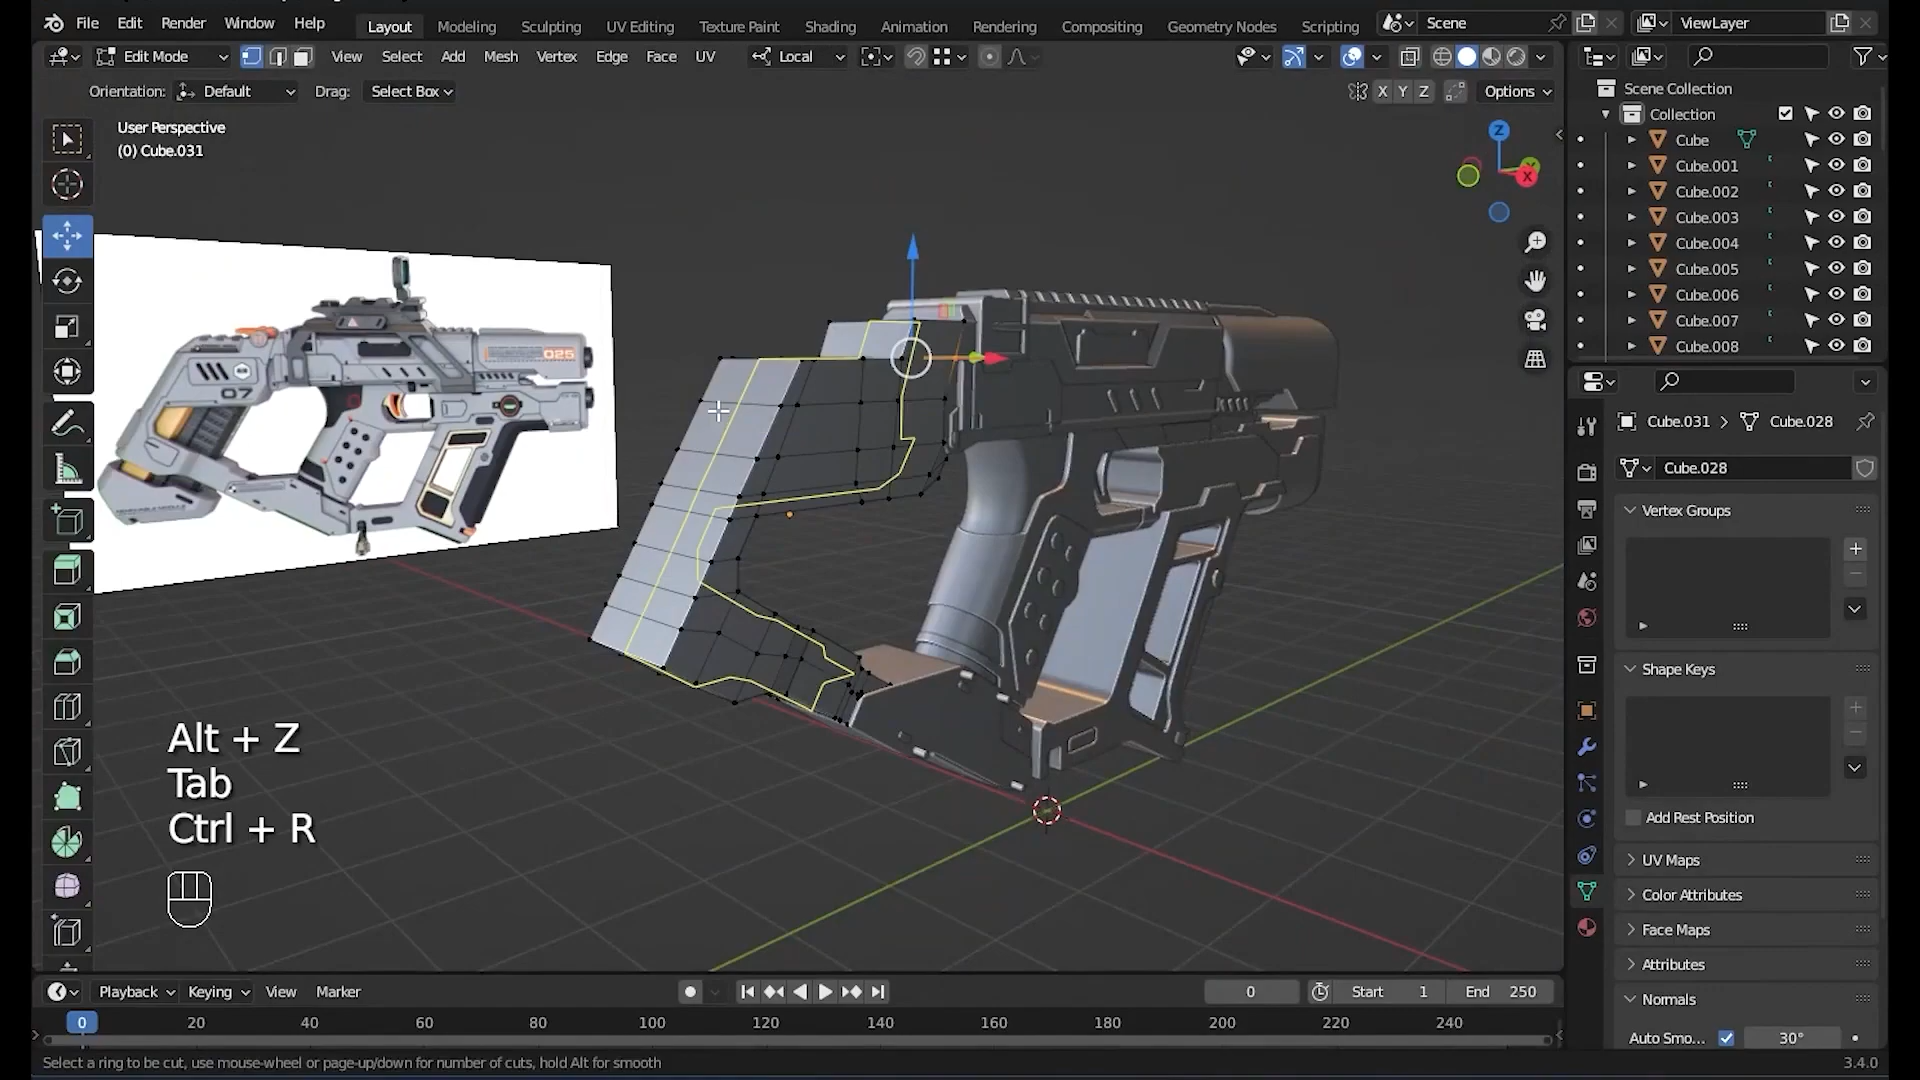 File Edit Render Window Help Layout Modeling Sculpting UV Editing Texture Paint Shading Animation Rendering Compositing Geometry Nodes Scripting Scene ViewLayer
Edit Mode View Select Add Mesh Vertex Edge Face UV Local
Orientation: Default Drag: Select Box X Y Z Options
User Perspective
(0) Cube.031
Z
X
025
07
Alt + Z
Tab
Ctrl + R
Scene Collection
Collection
Cube
Cube.001
Cube.002
Cube.003
Cube.004
Cube.005
Cube.006
Cube.007
Cube.008
Cube.031 Cube.028
Cube.028
Vertex Groups
Shape Keys
Add Rest Position
UV Maps
Color Attributes
Face Maps
Attributes
Normals
Auto Smo... 30°
Playback Keying View Marker 0 Start 1 End 250
0 20 40 60 80 100 120 140 160 180 200 220 240
Select a ring to be cut, use mouse-wheel or page-up/down for number of cuts, hold Alt for smooth 3.4.0